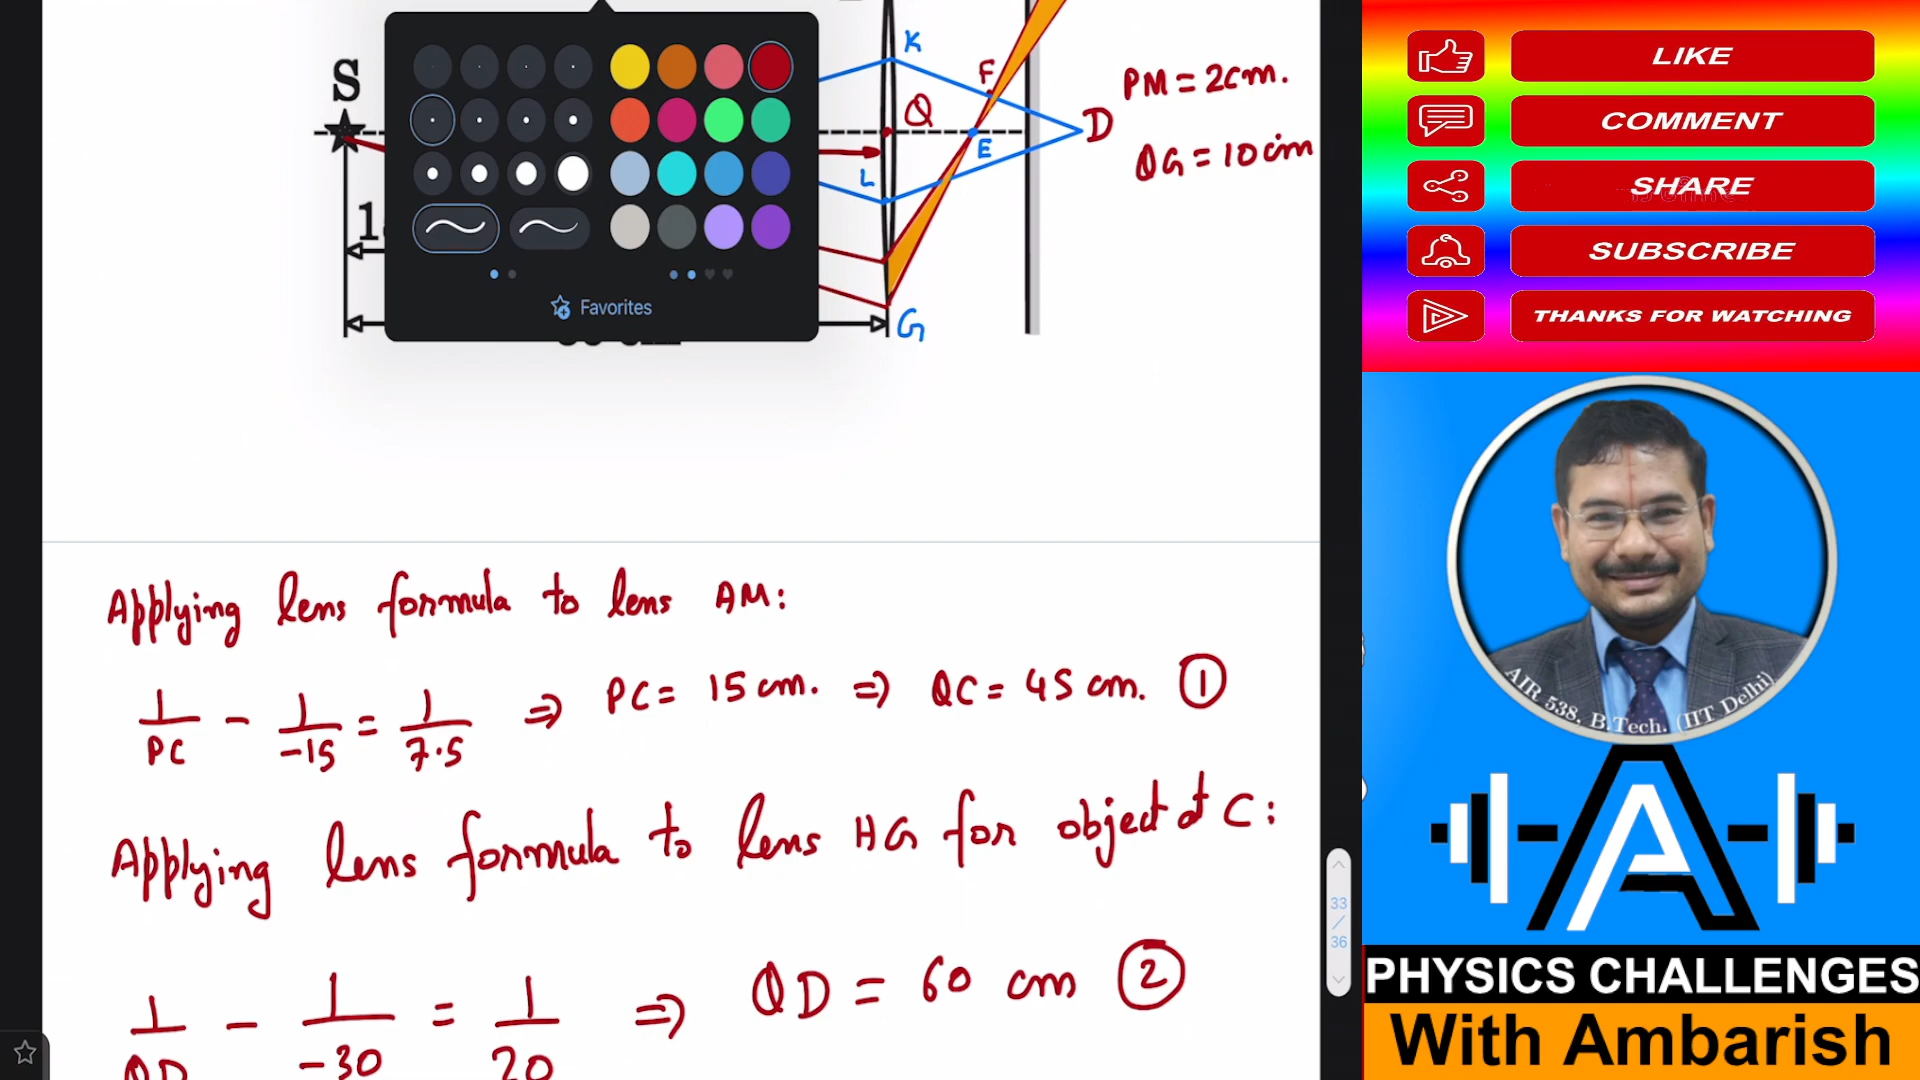 S
K
F
Q
L
E
D
G
1
PM = 2cm.
QG = 10cm
Favorites
Applying lens formula to lens AM:
1/PC - 1/-15 = 1/7.5 ⇒ PC = 15 cm. ⇒ QC = 45 cm. ①
Applying lens formula to lens HG for object at C:
1/QD - 1/-30 = 1/20 ⇒ QD = 60 cm ②
33
/
36
LIKE
COMMENT
SHARE
SUBSCRIBE
THANKS FOR WATCHING
AIR 538, B.Tech. (IIT Delhi)
A
PHYSICS CHALLENGES
With Ambarish